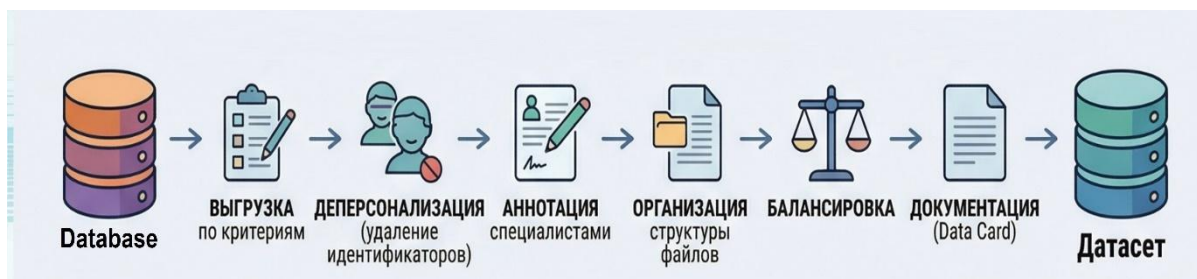 Database
ВЫГРУЗКА
по критериям
ДЕПЕРСОНАЛИЗАЦИЯ
(удаление
идентификаторов)
АННОТАЦИЯ
специалистами
ОРГАНИЗАЦИЯ
структуры
файлов
БАЛАНСИРОВКА
ДОКУМЕНТАЦИЯ
(Data Card)
Датасет